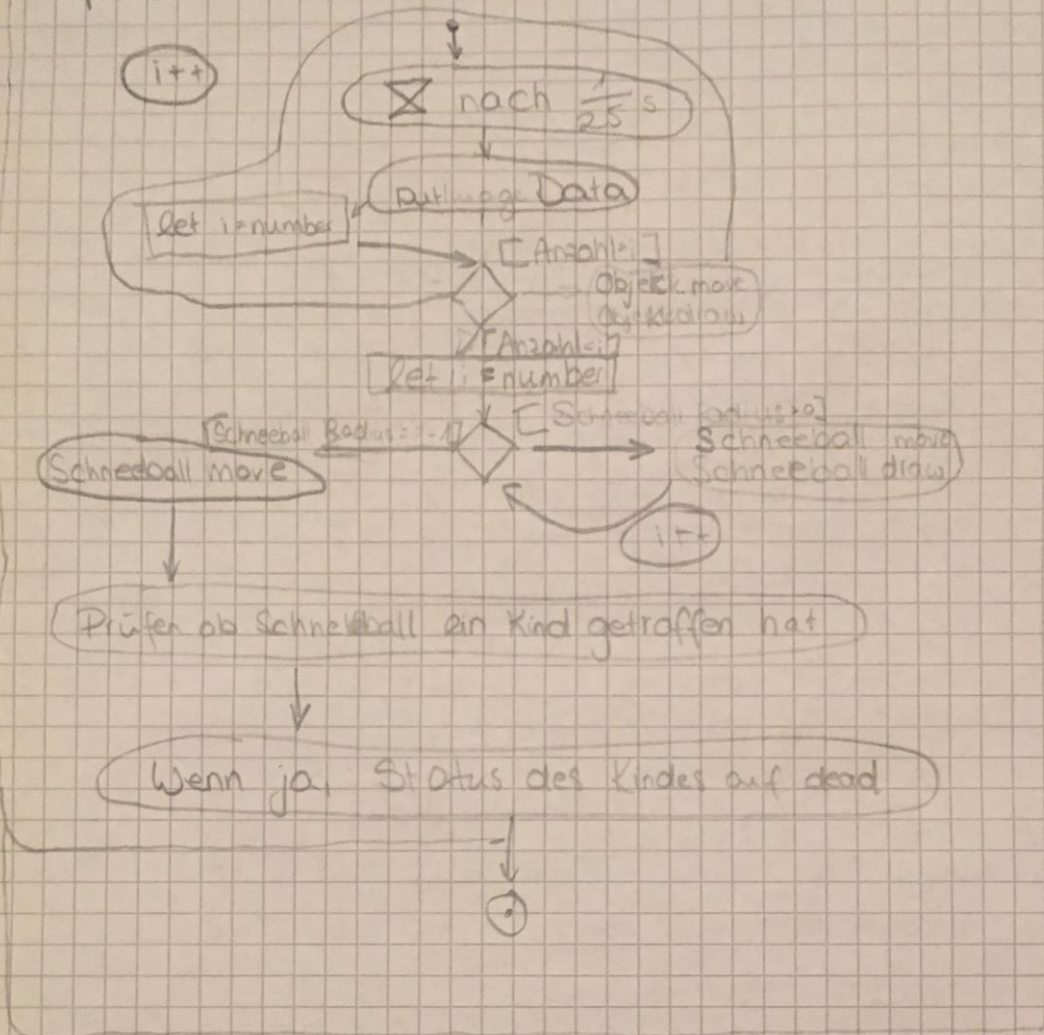 i++
nach 1/25 s
putImage Data
let i=number
[Anzahl>i]
Objekt move
Objekt draw
[Anzahl<i]
let i = number
[Schneeball Radius>0]
[Schneeball Radius=-1]
Schneeball move
Schneeball draw
Schneeball move
i++
Prüfen ob Schneeball ein Kind getroffen hat
Wenn ja, Status des Kindes auf dead